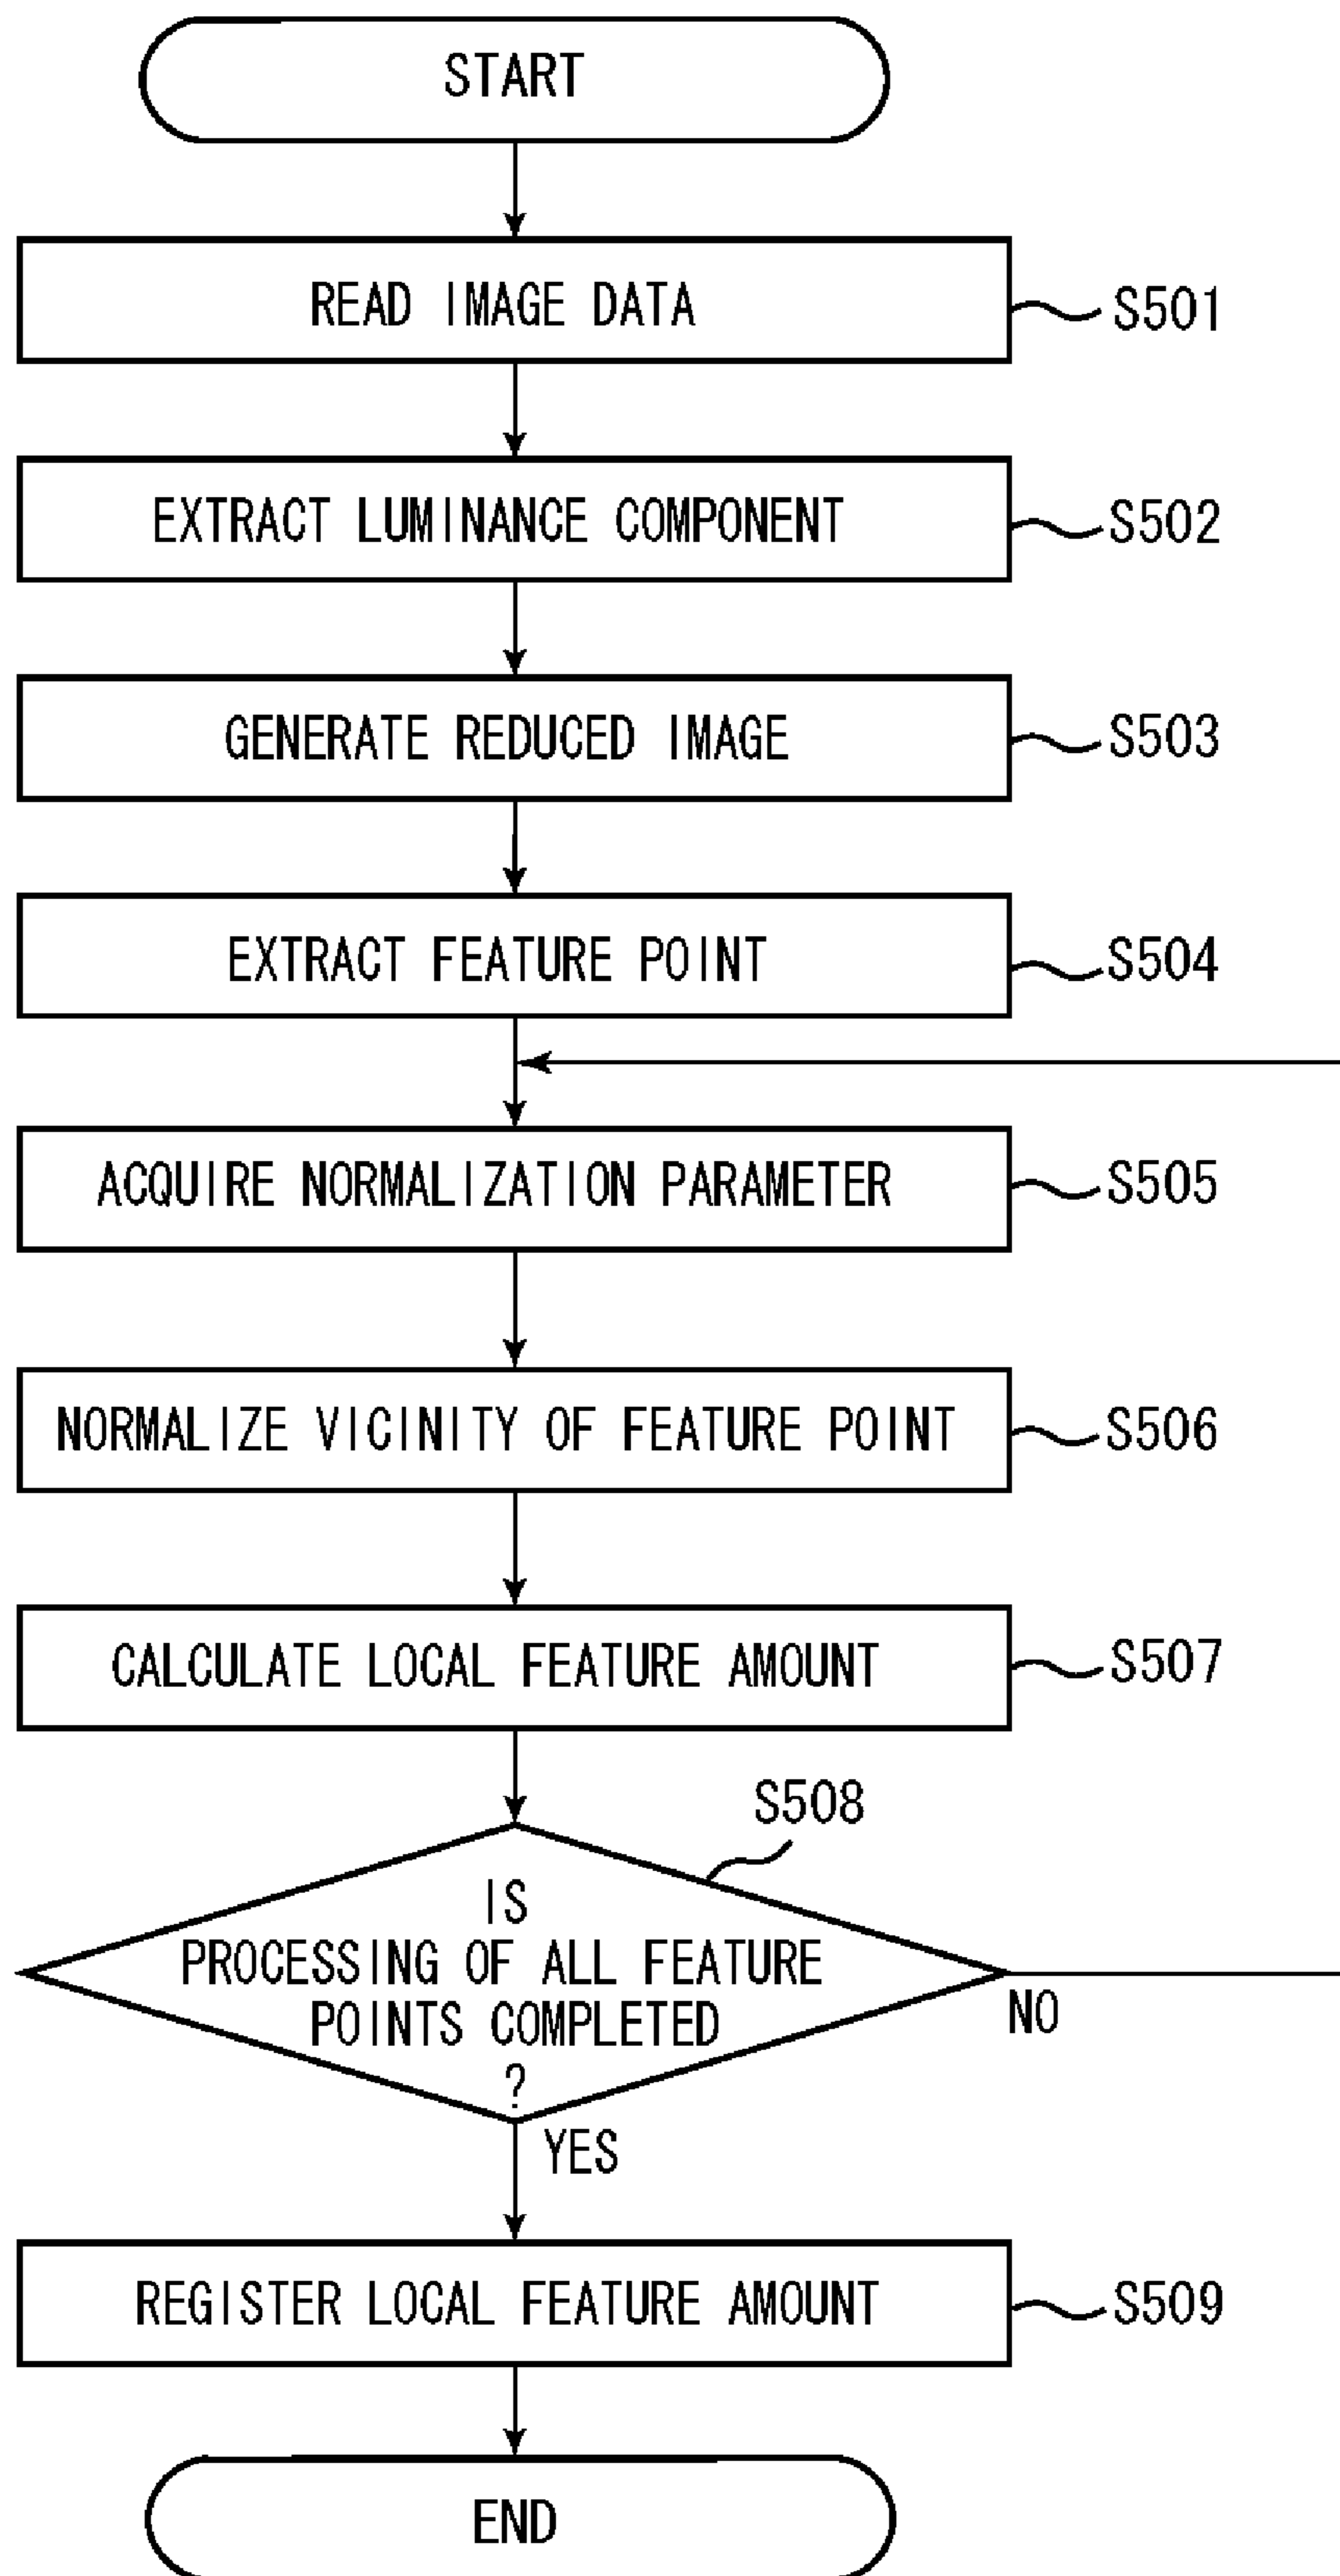 START
READ IMAGE DATA
S501
EXTRACT LUMINANCE COMPONENT
S502
GENERATE REDUCED IMAGE
S503
EXTRACT FEATURE POINT
S504
ACQUIRE NORMALIZATION PARAMETER
S505
NORMALIZE VICINITY OF FEATURE POINT
S506
CALCULATE LOCAL FEATURE AMOUNT
S507
S508
IS
PROCESSING OF ALL FEATURE
POINTS COMPLETED
?
NO
YES
REGISTER LOCAL FEATURE AMOUNT
S509
END